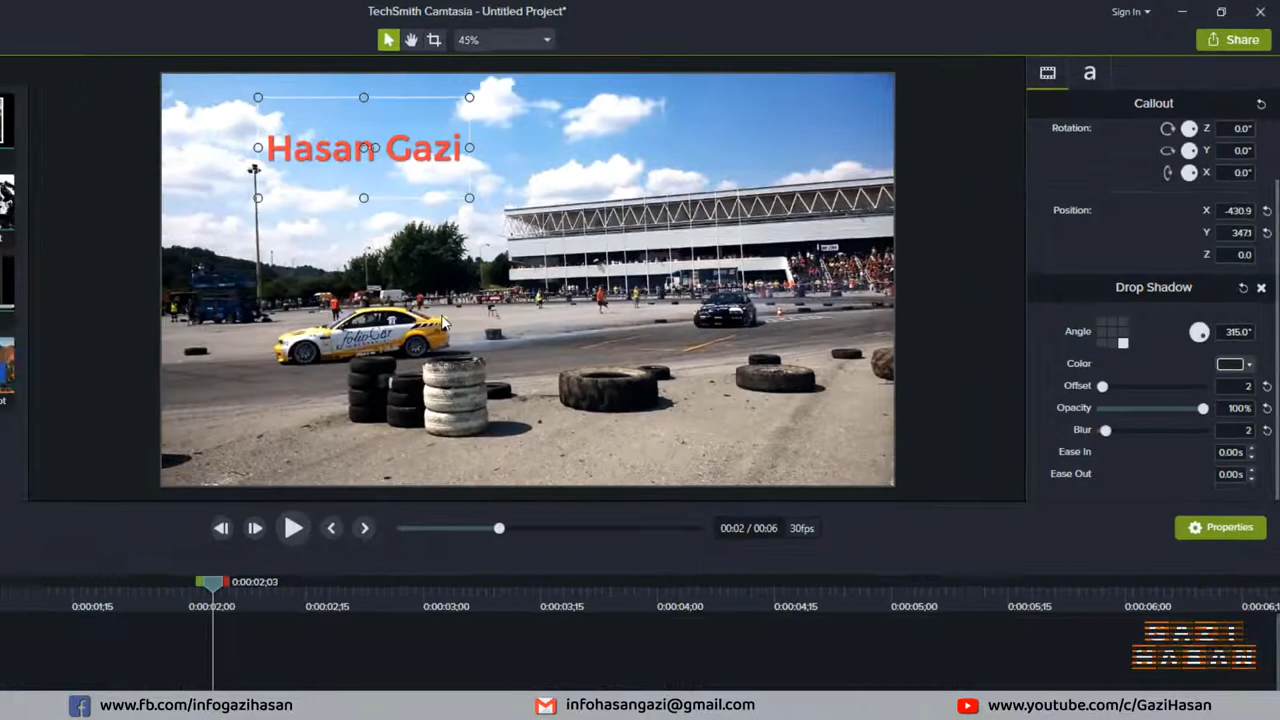 TechSmith Camtasia - Untitled Project*
Sign In
45%
Share
a
Callout
Rotation:
Z 0.0°
Y 0.0°
X 0.0°
Position:
X -430.9
Y 347.1
Z 0.0
Drop Shadow
Angle 315.0°
Color
Offset 2
Opacity 100%
Blur 2
Ease In 0.00s
Ease Out 0.00s
Hasan Gazi
FolioCar
00:02 / 00:06 30fps
Properties
0:00:02;03
0:00:01;15 0:00:02;00 0:00:02;15 0:00:03;00 0:00:03;15 0:00:04;00 0:00:04;15 0:00:05;00 0:00:05;15 0:00:06;00
GAZI
HASAN
www.fb.com/infogazihasan infohasangazi@gmail.com www.youtube.com/c/GaziHasan